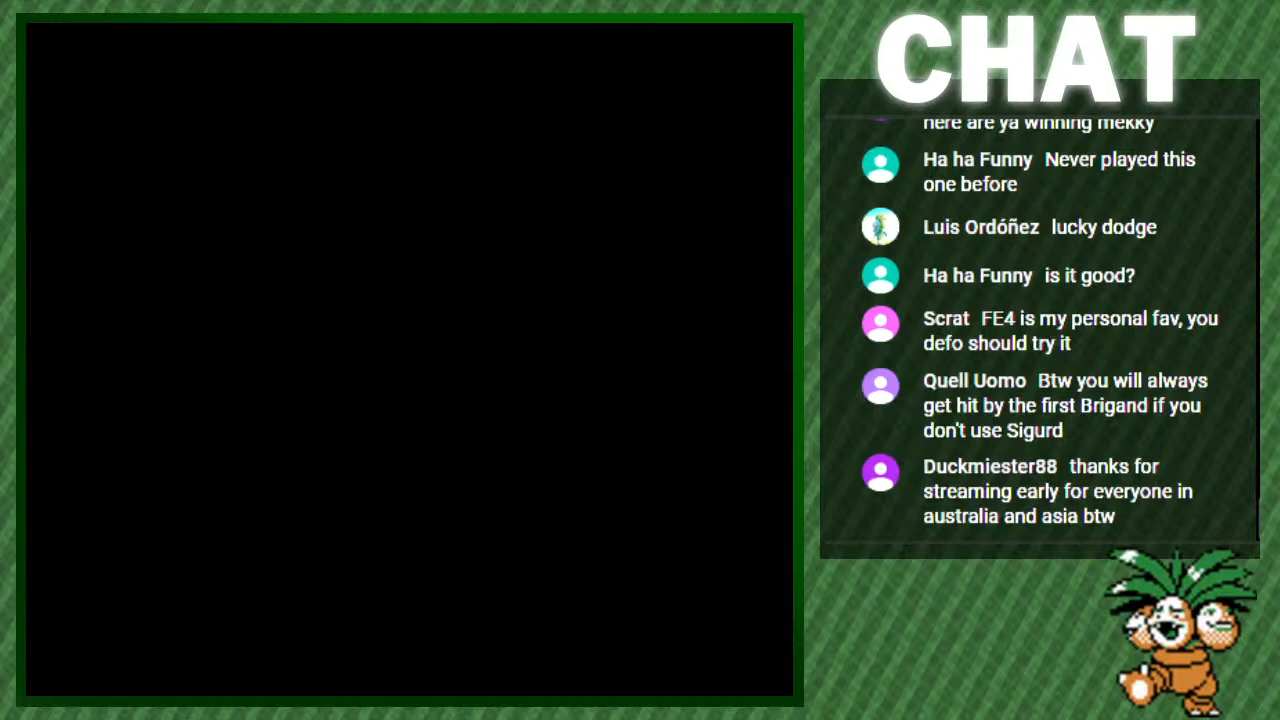 CHAT
here are ya winning mekky
Ha ha Funny Never played this
one before
Luis Ordóñez lucky dodge
Ha ha Funny is it good?
Scrat FE4 is my personal fav, you
defo should try it
Quell Uomo Btw you will always
get hit by the first Brigand if you
don't use Sigurd
Duckmiester88 thanks for
streaming early for everyone in
australia and asia btw